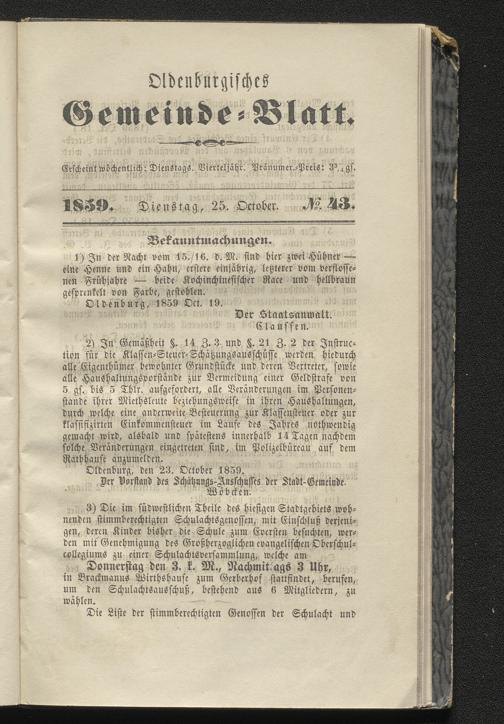 Oldenburgisches
Gemeinde-Blatt.
Erscheint wöchentlich: Dienstags. Vierteljähr. Pränumer.-Preis: 3¾ gs.
1859. Dienstag, 25. October. № 43.
Bekanntmachungen.
1) In der Nacht vom 15./16. d. M. sind hier zwei Hühner —
eine Henne und ein Hahn, erstere einjährig, letzterer vom verflosse-
nen Frühjahre — beide Kochinchinesischer Race und hellbraun
gesprenkelt von Farbe, gestohlen.
Oldenburg, 1859 Oct. 19.
Der Staatsanwalt.
Claussen.
2) In Gemäßheit §. 14 Z. 3 und §. 21 Z. 2 der Instruc-
tion für die Klassen-Steuer-Schätzungsausschüsse werden hiedurch
alle Eigenthümer bewohnter Grundstücke und deren Vertreter, sowie
alle Haushaltungsvorstände zur Vermeidung einer Geldstrafe von
5 gs. bis 5 Thlr. aufgefordert, alle Veränderungen im Personen-
stande ihrer Miethsleute beziehungsweise in ihren Haushaltungen,
durch welche eine anderweite Besteuerung zur Klassensteuer oder zur
klassifizirten Einkommensteuer im Laufe des Jahres nothwendig
gemacht wird, alsbald und spätestens innerhalb 14 Tagen nachdem
solche Veränderungen eingetreten sind, im Polizeibüreau auf dem
Rathhause anzumelden.
Oldenburg, den 23. October 1859.
Der Vorstand des Schätzungs-Ausschusses der Stadt-Gemeinde.
Wöbcken.
3) Die im südwestlichen Theile des hiesigen Stadtgebiets woh-
nenden stimmberechtigten Schulachtsgenossen, mit Einschluß derjeni-
gen, deren Kinder bisher die Schule zum Eversten besuchten, wer-
den mit Genehmigung des Großherzoglichen evangelischen Oberschul-
collegiums zu einer Schulachtsversammlung, welche am
Donnerstag den 3. k. M., Nachmittags 3 Uhr,
in Brackmanns Wirthshause zum Gerberhof stattfindet, berufen,
um den Schulachtsausschuß, bestehend aus 6 Mitgliedern, zu
wählen.
Die Liste der stimmberechtigten Genossen der Schulacht und